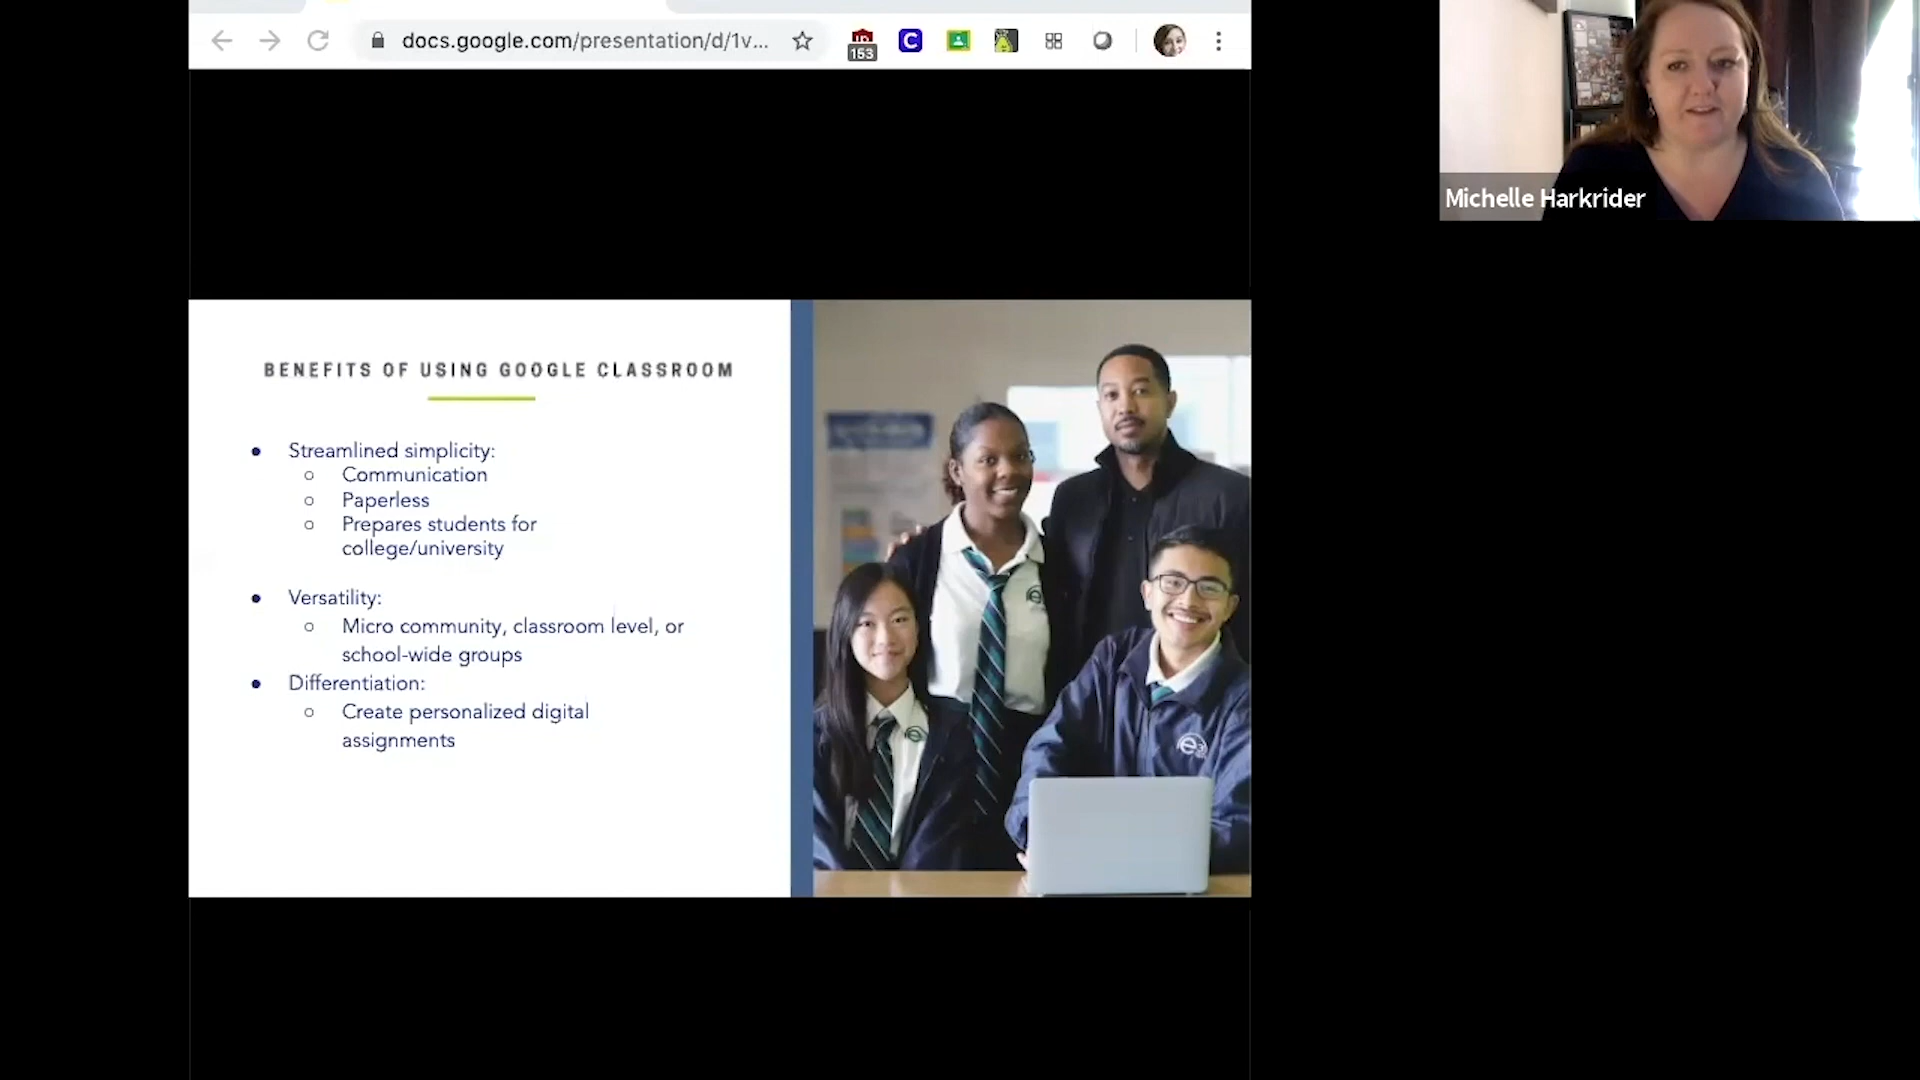 docs.google.com/presentation/d/1v...
153
C
Michelle Harkrider
BENEFITS OF USING GOOGLE CLASSROOM
Streamlined simplicity:
Communication
Paperless
Prepares students for
college/university
Versatility:
Micro community, classroom level, or
school-wide groups
Differentiation:
Create personalized digital
assignments